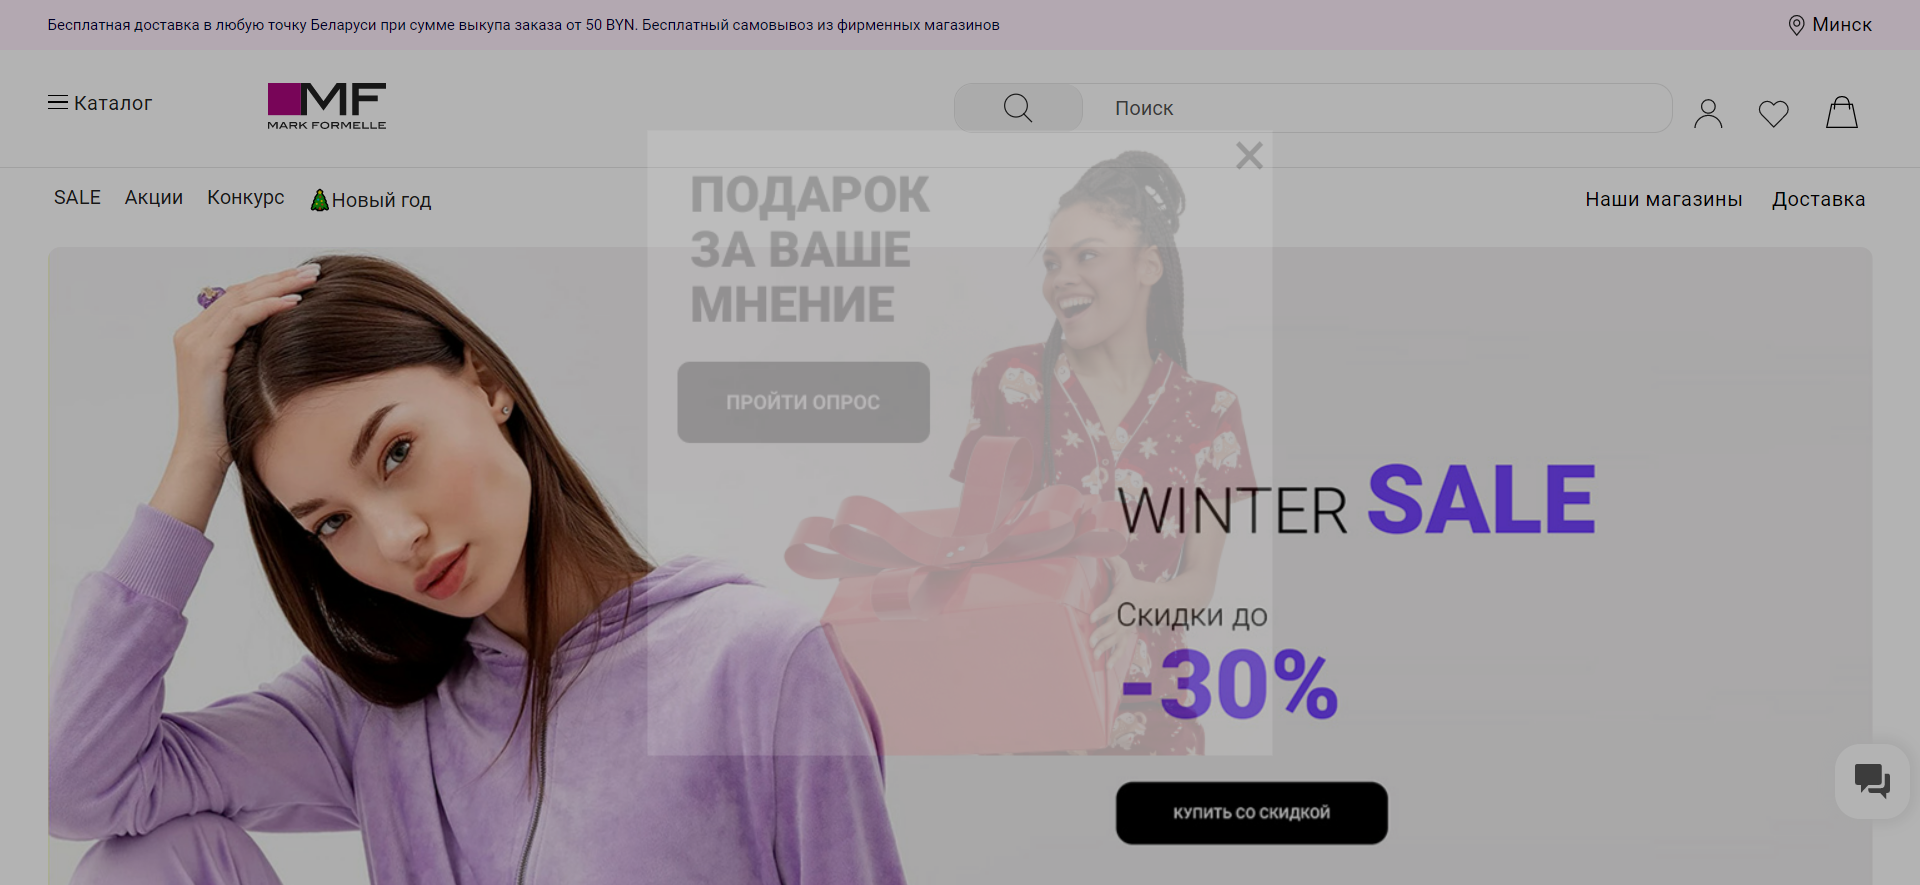 Бесплатная доставка в любую точку Беларуси при сумме выкупа заказа от 50 BYN. Бесплатный самовывоз из фирменных магазинов
Минск
Каталог
MF
MARK FORMELLE
Поиск
SALE
Акции
Конкурс
Новый год
Наши магазины
Доставка
ПОДАРОК
ЗА ВАШЕ
МНЕНИЕ
ПРОЙТИ ОПРОС
WINTER SALE
Скидки до
-30%
КУПИТЬ СО СКИДКОЙ